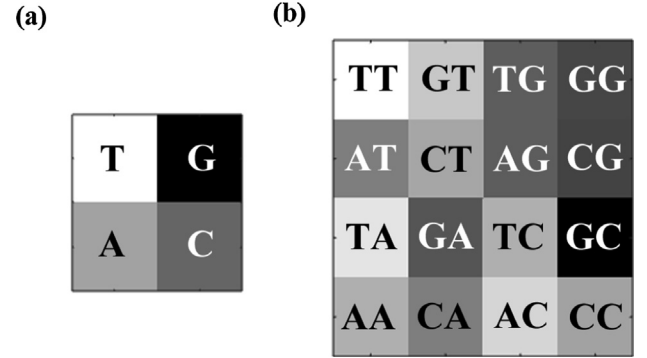 (a)
T G
A C
(b)
TT GT TG GG
AT CT AG CG
TA GA TC GC
AA CA AC CC